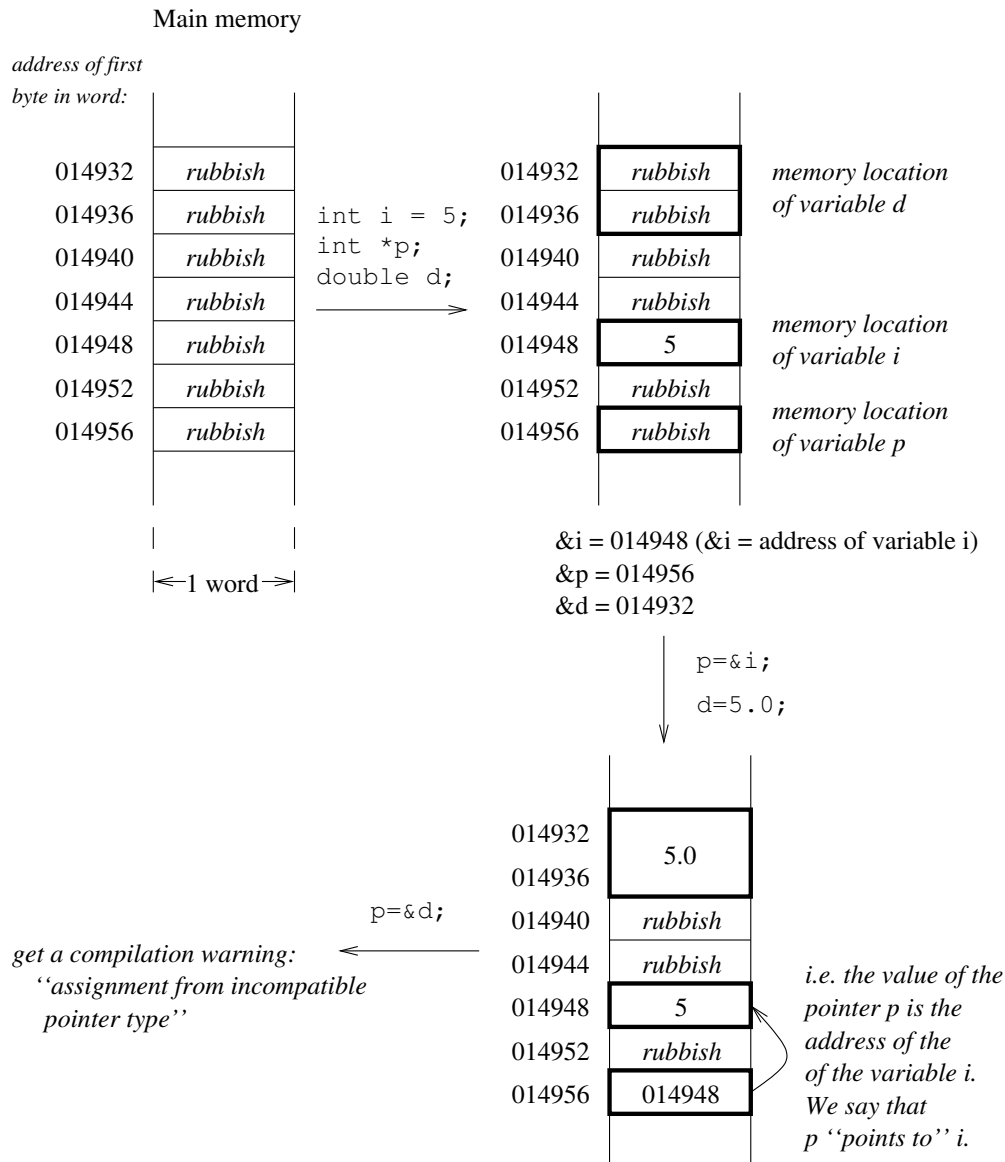 Main memory
address of first
byte in word:
014932 rubbish
014936 rubbish
014940 rubbish
014944 rubbish
014948 rubbish
014952 rubbish
014956 rubbish
1 word
int i = 5;
int *p;
double d;
014932 rubbish
014936 rubbish
014940 rubbish
014944 rubbish
014948 5
014952 rubbish
014956 rubbish
memory location
of variable d
memory location
of variable i
memory location
of variable p
&i = 014948 (&i = address of variable i)
&p = 014956
&d = 014932
p=&i;
d=5.0;
014932
5.0
014936
014940 rubbish
014944 rubbish
014948 5
014952 rubbish
014956 014948
i.e. the value of the
pointer p is the
address of the
of the variable i.
We say that
p ‘‘points to’’ i.
p=&d;
get a compilation warning:
‘‘assignment from incompatible
pointer type’’